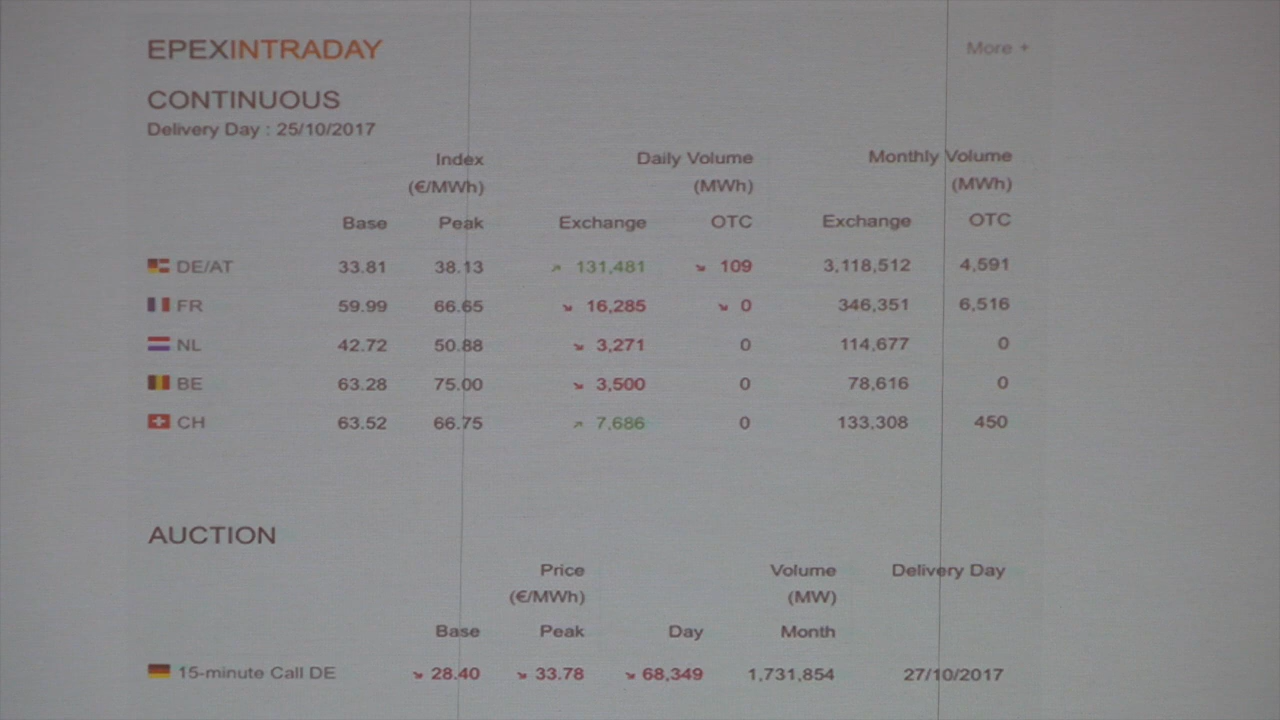 EPEXINTRADAY More +
CONTINUOUS
Delivery Day : 25/10/2017
Index Daily Volume Monthly Volume
(€/MWh) (MWh) (MWh)
Base Peak Exchange OTC Exchange OTC
DE/AT 33.81 38.13 131,481 109 3,118,512 4,591
FR 59.99 66.65 16,285 0 346,351 6,516
NL 42.72 50.88 3,271 0 114,677 0
BE 63.28 75.00 3,500 0 78,616 0
CH 63.52 66.75 7,686 0 133,308 450
AUCTION
Price Volume Delivery Day
(€/MWh) (MW)
Base Peak Day Month
15-minute Call DE 28.40 33.78 68,349 1,731,854 27/10/2017